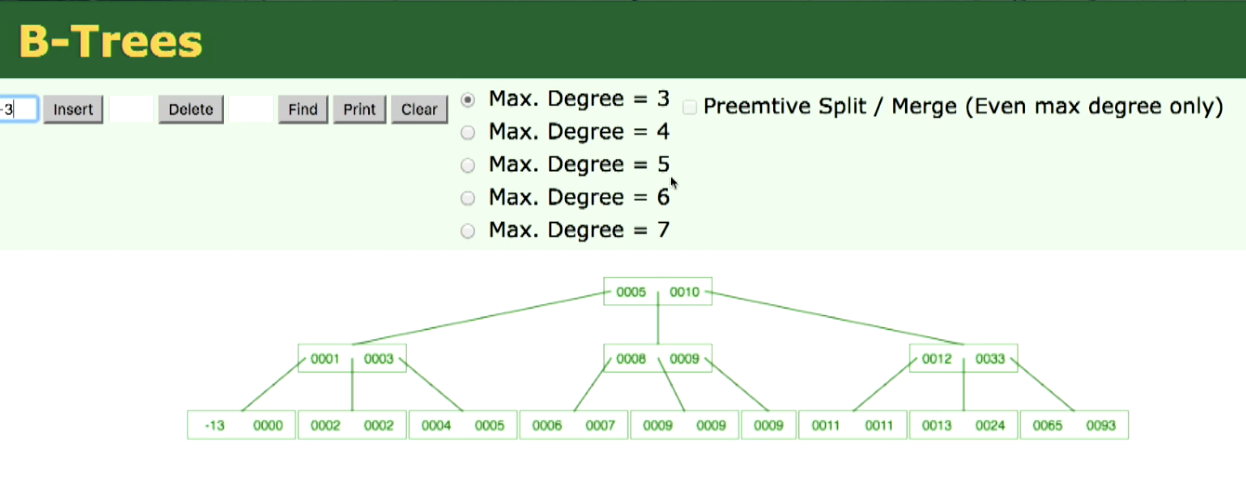 B-Trees
-3 Insert Delete Find Print Clear
Max. Degree = 3
Max. Degree = 4
Max. Degree = 5
Max. Degree = 6
Max. Degree = 7
Preemtive Split / Merge (Even max degree only)
0005 0010
0001 0003 0008 0009 0012 0033
-13 0000 0002 0002 0004 0005 0006 0007 0009 0009 0009 0011 0011 0013 0024 0065 0093